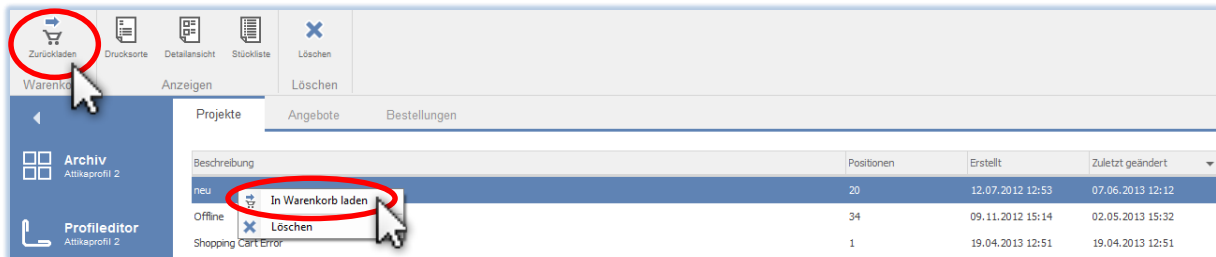 Zurückladen Drucksorte Detailansicht Stückliste Löschen
Anzeigen Löschen
Projekte Angebote Bestellungen
Archiv
Attikaprofil 2
Beschreibung Positionen Erstellt Zuletzt geändert
neu 20 12.07.2012 12:53 07.06.2013 12:12
In Warenkorb laden
Offline 34 09.11.2012 15:14 02.05.2013 15:32
Löschen
Profileditor
Attikaprofil 2
Shopping Cart Error 1 19.04.2013 12:51 19.04.2013 12:51